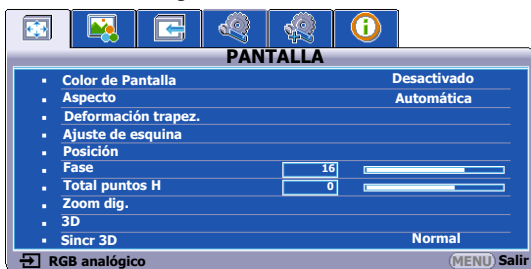 PANTALLA
Color de Pantalla Desactivado
Aspecto Automática
Deformación trapez.
Ajuste de esquina
Posición
Fase 16
Total puntos H 0
Zoom dig.
3D
Sincr 3D Normal
RGB analógico MENU Salir